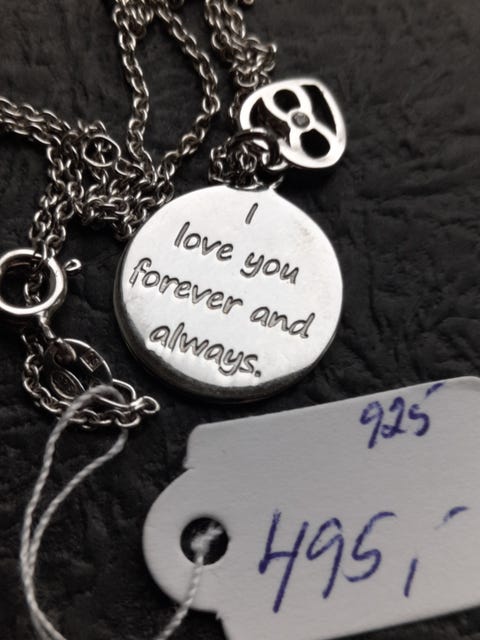 I
love you
forever and
always.
925
495,-